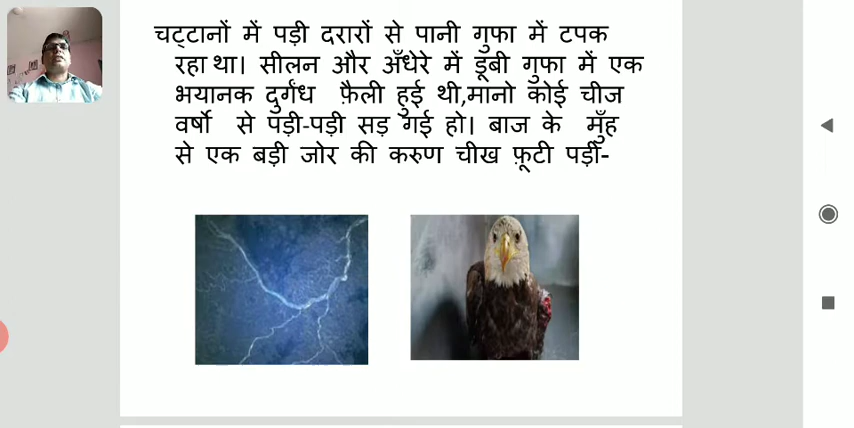 चट्टानों में पड़ी दरारों से पानी गुफा में टपक
रहा था। सीलन और अँधेरे में डूबी गुफा में एक
भयानक दुर्गंध फ़ैली हुई थी,मानो कोई चीज
वर्षो से पड़ी-पड़ी सड़ गई हो। बाज के मुँह
से एक बड़ी जोर की करुण चीख फ़ूटी पड़ी-